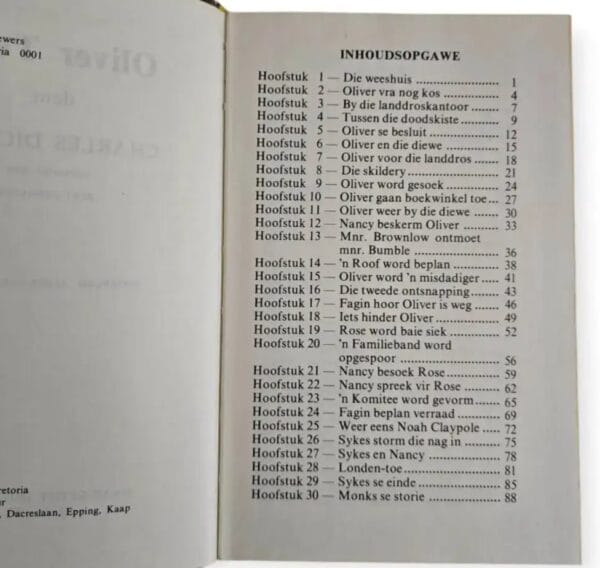 ewers
ria 0001
Oliver
deur
CHARLES DIC
retoria
ur
, Dacreslaan, Epping, Kaap
INHOUDSOPGAWE
Hoofstuk 1 — Die weeshuis ........................ 1
Hoofstuk 2 — Oliver vra nog kos .................. 4
Hoofstuk 3 — By die landdroskantoor ........ 7
Hoofstuk 4 — Tussen die doodskiste .......... 9
Hoofstuk 5 — Oliver se besluit .................... 12
Hoofstuk 6 — Oliver en die diewe .............. 15
Hoofstuk 7 — Oliver voor die landdros ...... 18
Hoofstuk 8 — Die skildery .......................... 21
Hoofstuk 9 — Oliver word gesoek .............. 24
Hoofstuk 10 — Oliver gaan boekwinkel toe... 27
Hoofstuk 11 — Oliver weer by die diewe ...... 30
Hoofstuk 12 — Nancy beskerm Oliver .......... 33
Hoofstuk 13 — Mnr. Brownlow ontmoet
mnr. Bumble ........................ 36
Hoofstuk 14 — 'n Roof word beplan .............. 38
Hoofstuk 15 — Oliver word 'n misdadiger .... 41
Hoofstuk 16 — Die tweede ontsnapping ........ 43
Hoofstuk 17 — Fagin hoor Oliver is weg ...... 46
Hoofstuk 18 — Iets hinder Oliver .................. 49
Hoofstuk 19 — Rose word baie siek .............. 52
Hoofstuk 20 — 'n Familieband word
opgespoor .......................... 56
Hoofstuk 21 — Nancy besoek Rose ................ 59
Hoofstuk 22 — Nancy spreek vir Rose .......... 62
Hoofstuk 23 — 'n Komitee word gevorm ...... 65
Hoofstuk 24 — Fagin beplan verraad ............ 69
Hoofstuk 25 — Weer eens Noah Claypole ..... 72
Hoofstuk 26 — Sykes storm die nag in .......... 75
Hoofstuk 27 — Sykes en Nancy .................... 78
Hoofstuk 28 — Londen-toe .......................... 81
Hoofstuk 29 — Sykes se einde ...................... 85
Hoofstuk 30 — Monks se storie .................... 88